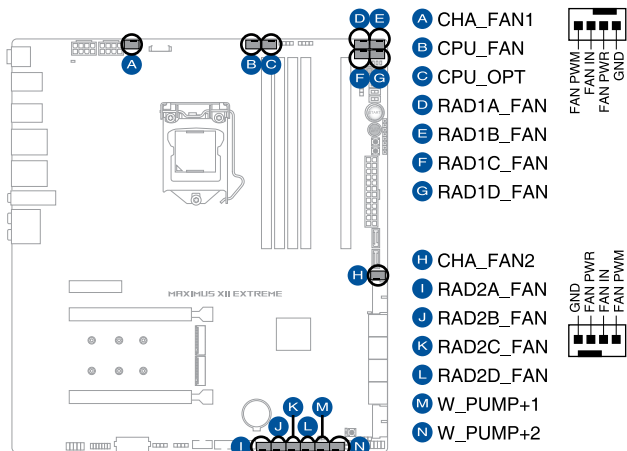 D E
A CHA_FAN1
B CPU_FAN
C CPU_OPT
D RAD1A_FAN
E RAD1B_FAN
F RAD1C_FAN
G RAD1D_FAN
FAN PWM
FAN IN
FAN PWR
GND
A
B C
F G
H
H CHA_FAN2
I RAD2A_FAN
J RAD2B_FAN
K RAD2C_FAN
L RAD2D_FAN
M W_PUMP+1
N W_PUMP+2
GND
FAN PWR
FAN IN
FAN PWM
MAXIMUS XII EXTREME
K M
J L
I N